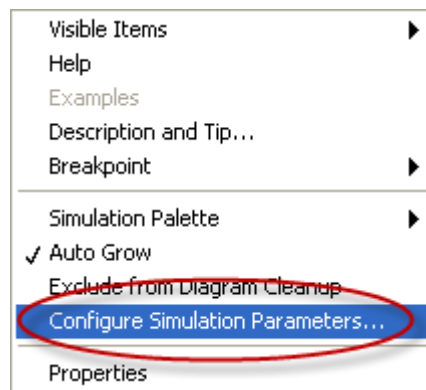 Visible Items
Help
Examples
Description and Tip...
Breakpoint
Simulation Palette
Auto Grow
Exclude from Diagram Cleanup
Configure Simulation Parameters...
Properties